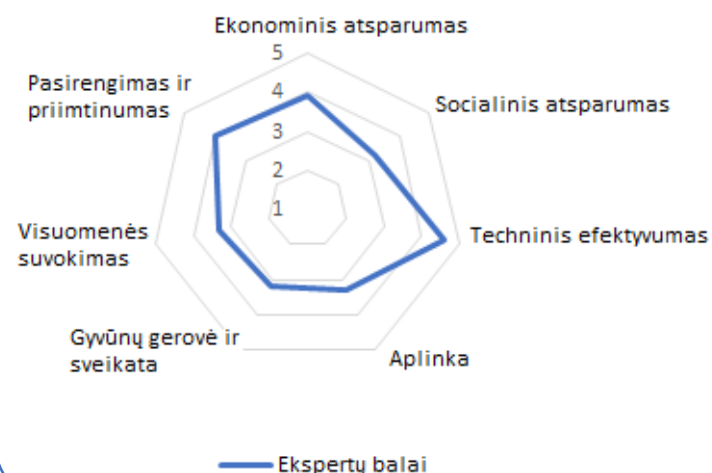 Ekonominis atsparumas
5
4
3
2
1
Pasirengimas ir
priimtinumas
Socialinis atsparumas
Visuomenės
suvokimas
Techninis efektyvumas
Gyvūnų gerovė ir
sveikata
Aplinka
Ekspertų balai